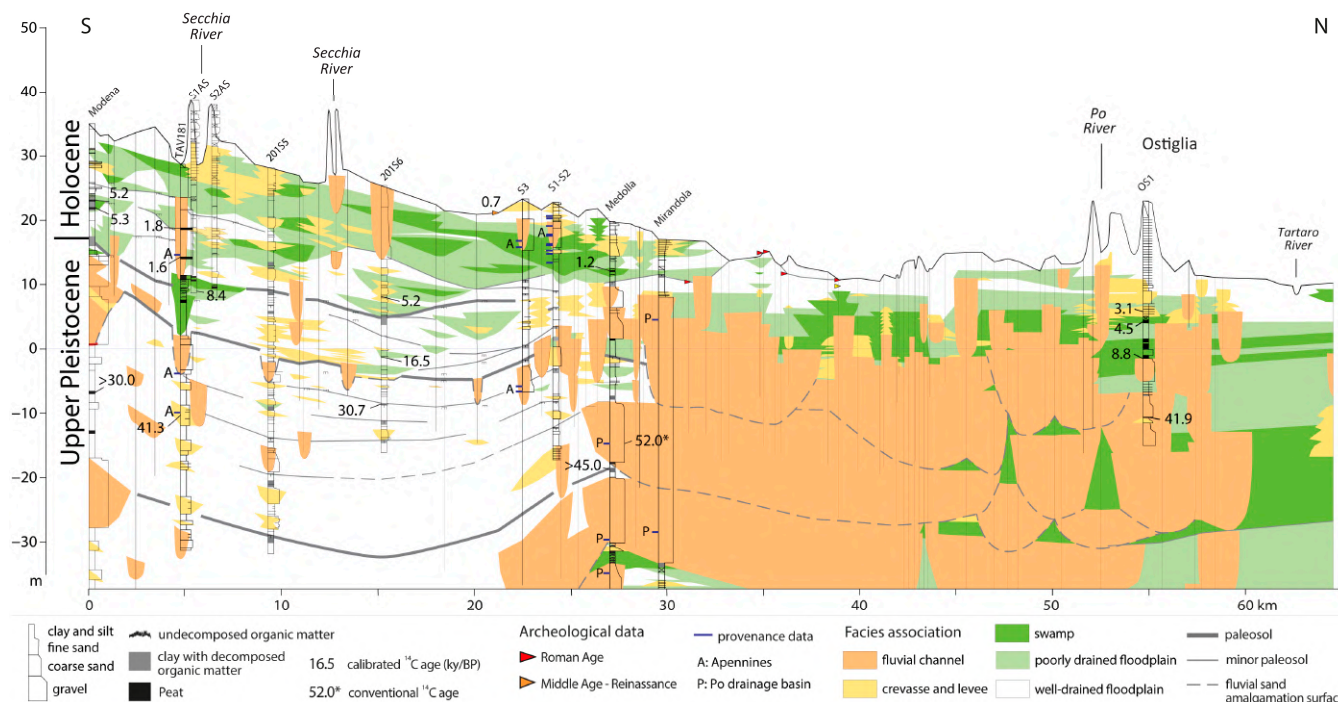 S
N
50
40
30
20
10
0
−10
−20
−30
m
Holocene
Upper Pleistocene
Secchia
River
Secchia
River
Po
River
Ostiglia
Tartaro
River
Modena
TAV181
S1AS
S2AS
201S5
201S6
S3
S1-S2
Medolla
Mirandola
OS1
5.2
5.3
1.8
A
1.6
8.4
>30.0
A
A
41.3
5.2
16.5
30.7
0.7
A
A
A
1.2
>45.0
P
52.0*
P
P
P
P
3.1
4.5
8.8
41.9
0
10
20
30
40
50
60 km
clay and silt
fine sand
coarse sand
gravel
undecomposed organic matter
clay with decomposed
organic matter
Peat
16.5 calibrated 14C age (ky/BP)
52.0* conventional 14C age
Archeological data
Roman Age
Middle Age - Reinassance
provenance data
A: Apennines
P: Po drainage basin
Facies association
fluvial channel
crevasse and levee
swamp
poorly drained floodplain
well-drained floodplain
paleosol
minor paleosol
fluvial sand
amalgamation surface